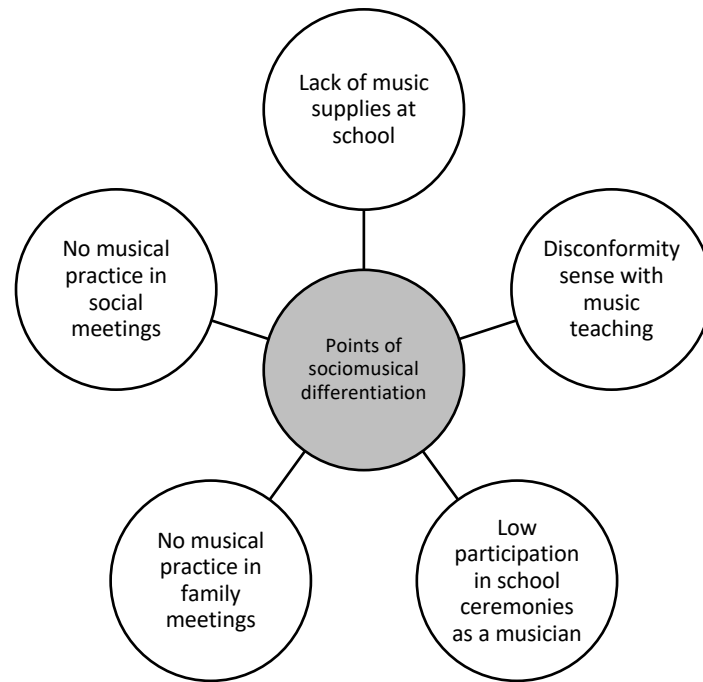 Lack of music
supplies at
school
Disconformity
sense with
music
teaching
Low
participation
in school
ceremonies
as a musician
No musical
practice in
family
meetings
No musical
practice in
social
meetings
Points of
sociomusical
differentiation